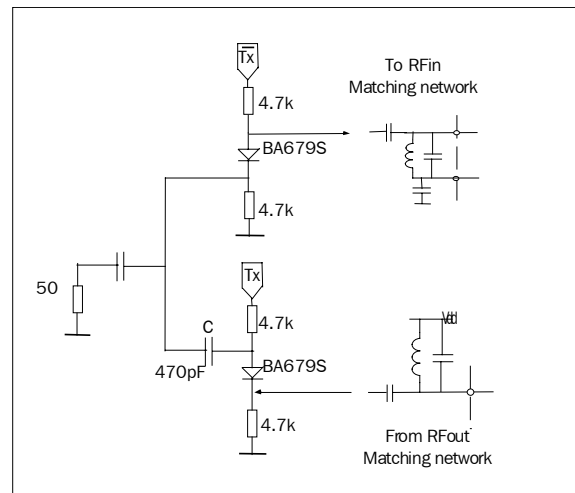 Tx
To RFin
Matching network
4.7k
BA679S
4.7k
50
Tx
C
4.7k
Vdd
BA679S
470pF
4.7k
From RFout
Matching network